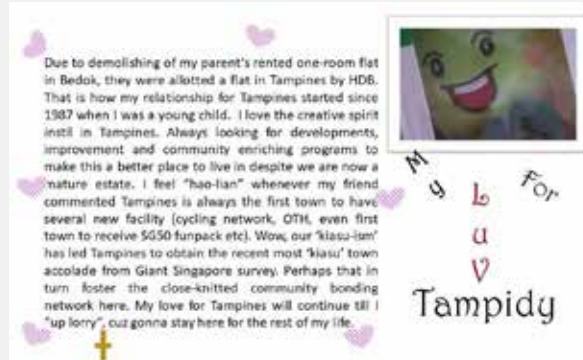 Due to demolishing of my parent's rented one-room flat
in Bedok, they were allotted a flat in Tampines by HDB.
That is how my relationship for Tampines started since
1987 when I was a young child. I love the creative spirit
instil in Tampines. Always looking for developments,
improvement and community enriching programs to
make this a better place to live in despite we are now a
mature estate. I feel "hao-lian" whenever my friend
commented Tampines is always the first town to have
several new facility (cycling network, OTH, even first
town to receive SG50 funpack etc). Wow, our 'kiasu-ism'
has led Tampines to obtain the recent most 'kiasu' town
accolade from Giant Singapore survey. Perhaps that in
turn foster the close-knitted community bonding
network here. My love for Tampines will continue till I
"up lorry", cuz gonna stay here for the rest of my life.
My
Luv
For
Tampidy